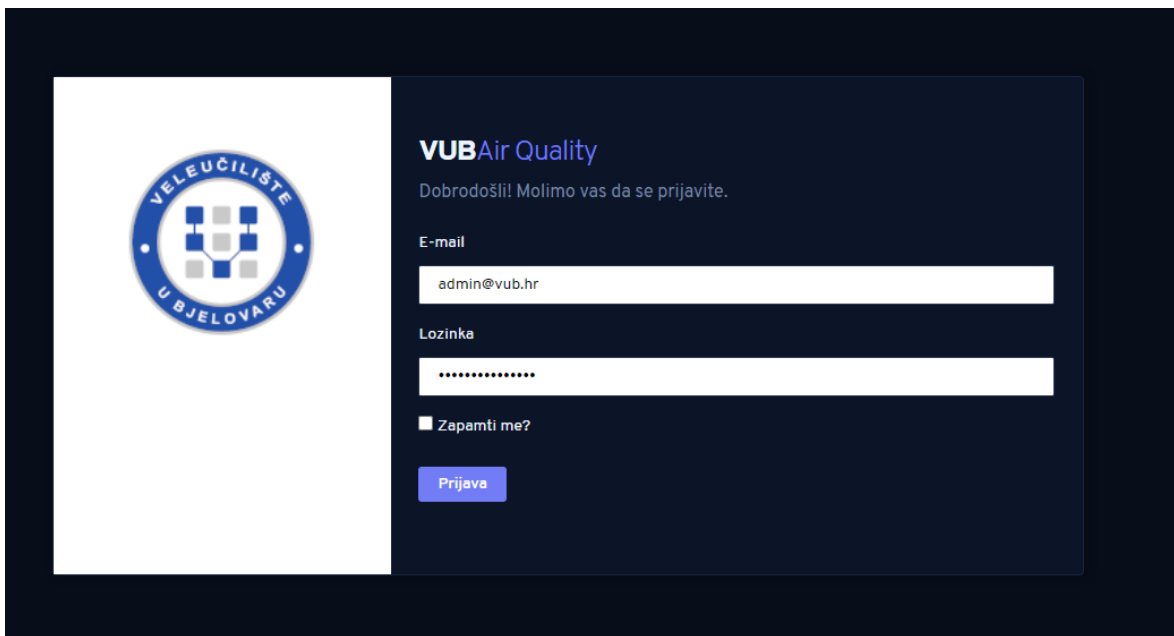 VELEUČILIŠTE
U BJELOVARU
VUBAir Quality
Dobrodošli! Molimo vas da se prijavite.
E-mail
admin@vub.hr
Lozinka
•••••••••••••••
Zapamti me?
Prijava